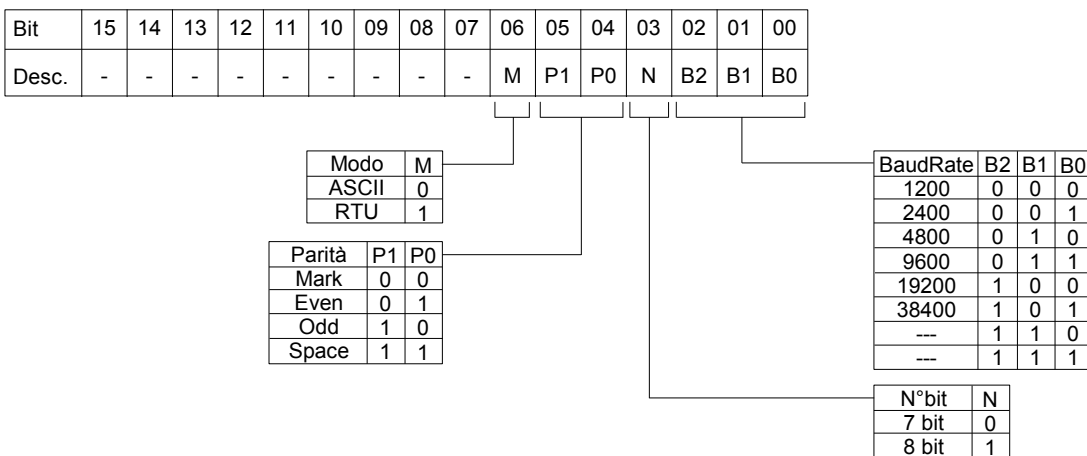 Bit 15 14 13 12 11 10 09 08 07 06 05 04 03 02 01 00
Desc. - - - - - - - - - M P1 P0 N B2 B1 B0
Modo M
ASCII 0
RTU 1
Parità P1 P0
Mark 0 0
Even 0 1
Odd 1 0
Space 1 1
BaudRate B2 B1 B0
1200 0 0 0
2400 0 0 1
4800 0 1 0
9600 0 1 1
19200 1 0 0
38400 1 0 1
--- 1 1 0
--- 1 1 1
N°bit N
7 bit 0
8 bit 1